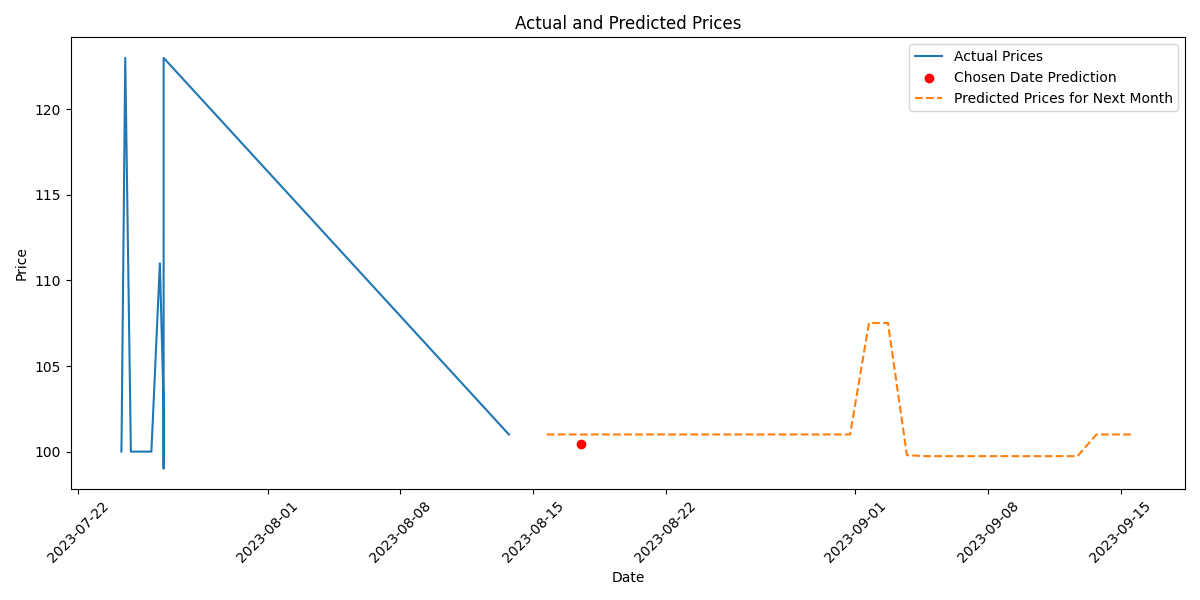 Actual and Predicted Prices
Actual Prices
Chosen Date Prediction
Predicted Prices for Next Month
Price
120
115
110
105
100
2023-07-22
2023-08-01
2023-08-08
2023-08-15
2023-08-22
2023-09-01
2023-09-08
2023-09-15
Date